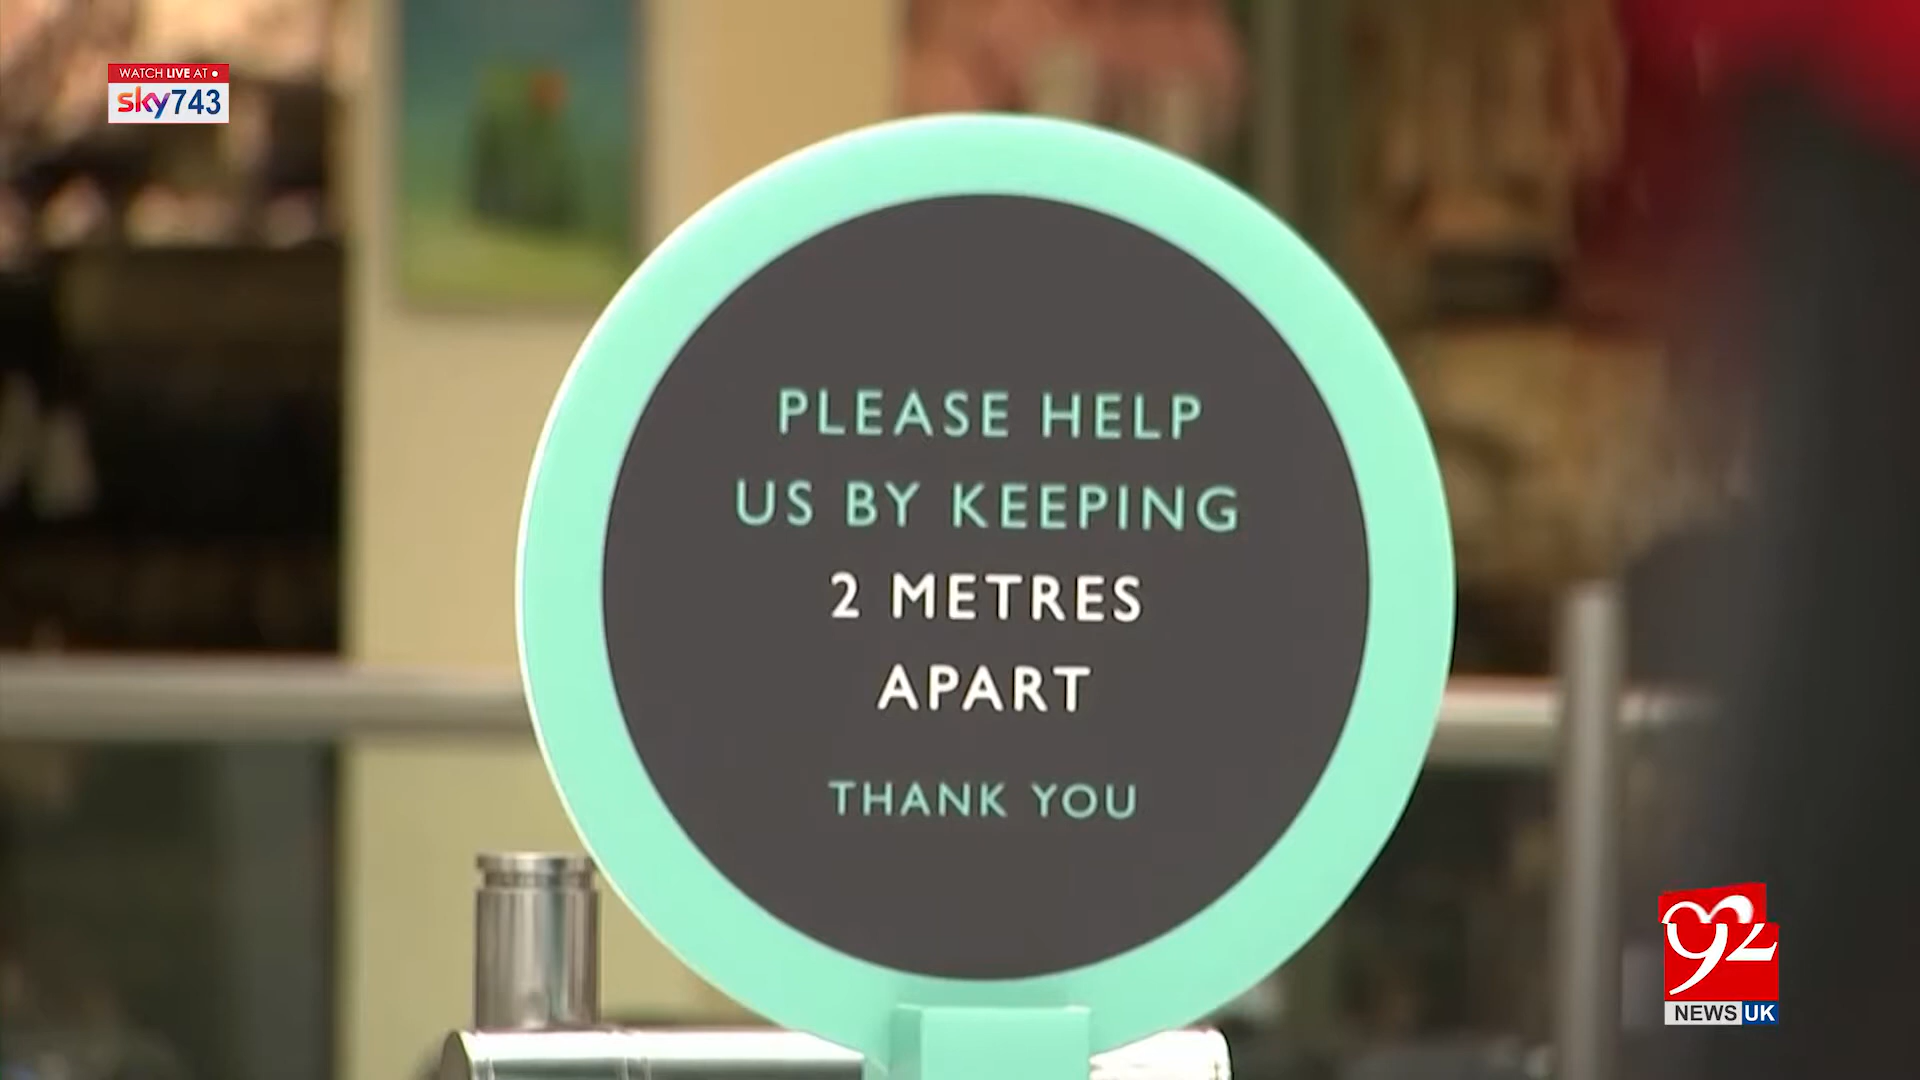 WATCH LIVE AT
sky743
PLEASE HELP
US BY KEEPING
2 METRES
APART
THANK YOU
92
NEWS UK